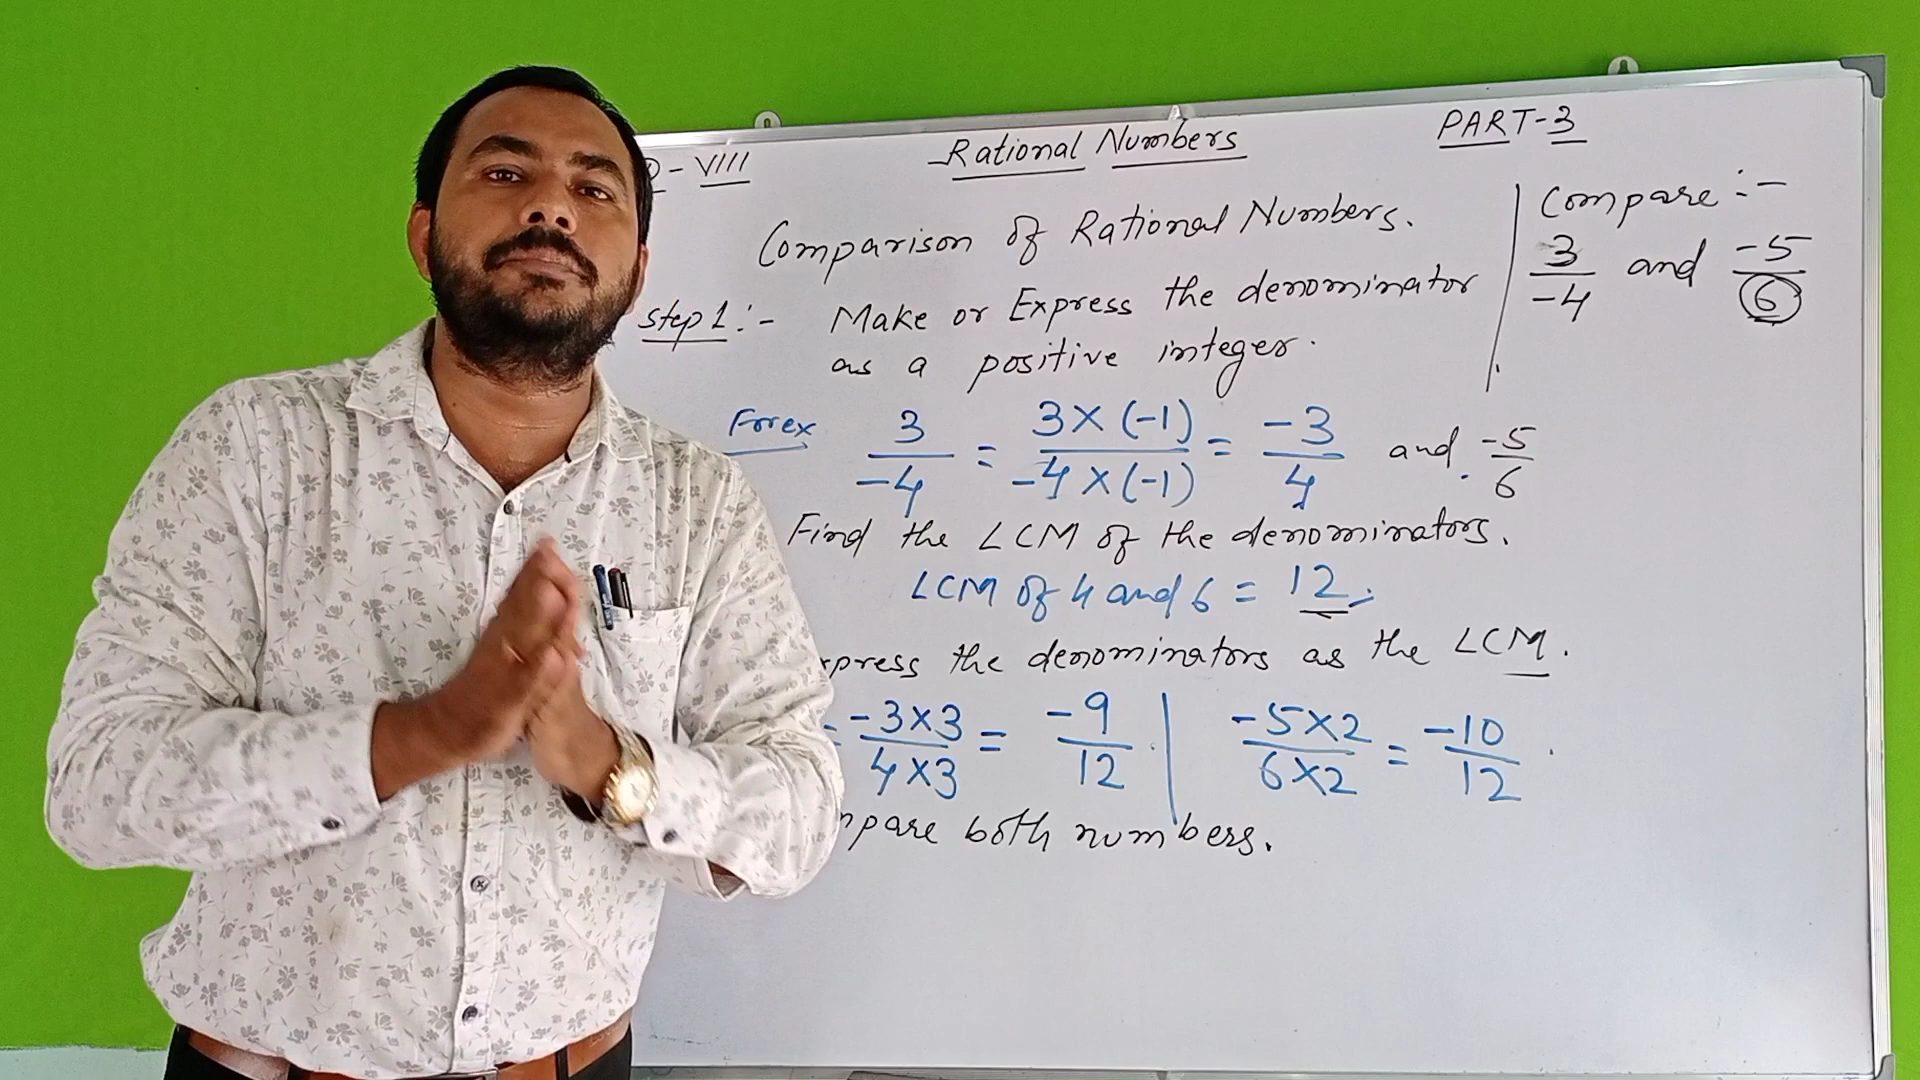 - VIII
Rational Numbers
PART-3
Comparison of Rational Numbers.
Step 1:- Make or Express the denominator
as a positive integer.
Compare:-
3/-4 and -5/6
For ex 3/-4 = 3×(-1)/-4×(-1) = -3/4 and -5/6
Find the LCM of the denominators.
LCM of 4 and 6 = 12
xpress the denominators as the LCM.
= -3×3/4×3 = -9/12 | -5×2/6×2 = -10/12
mpare both numbers.